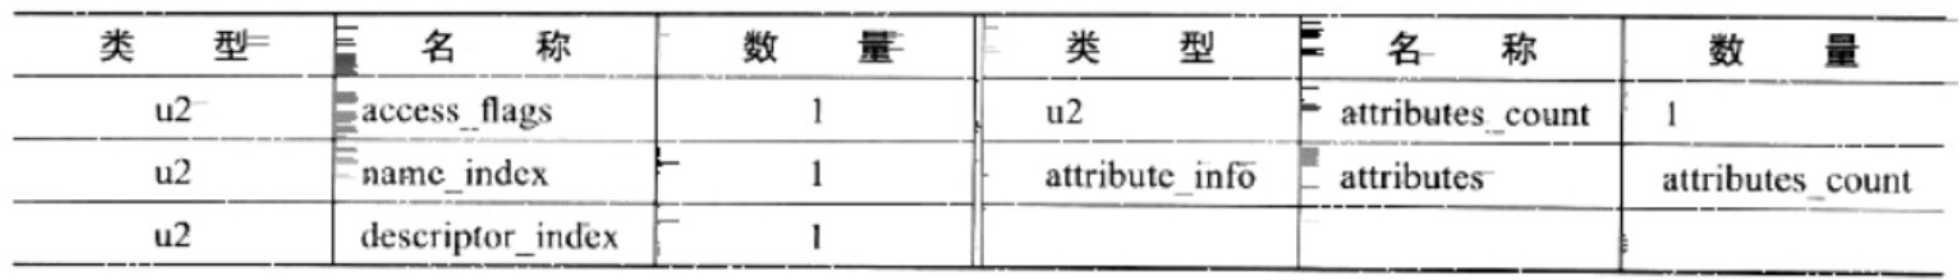 类 型 名 称 数 量 类 型 名 称 数 量
u2 access_flags 1 u2 attributes_count 1
u2 name_index 1 attribute_info attributes attributes_count
u2 descriptor_index 1